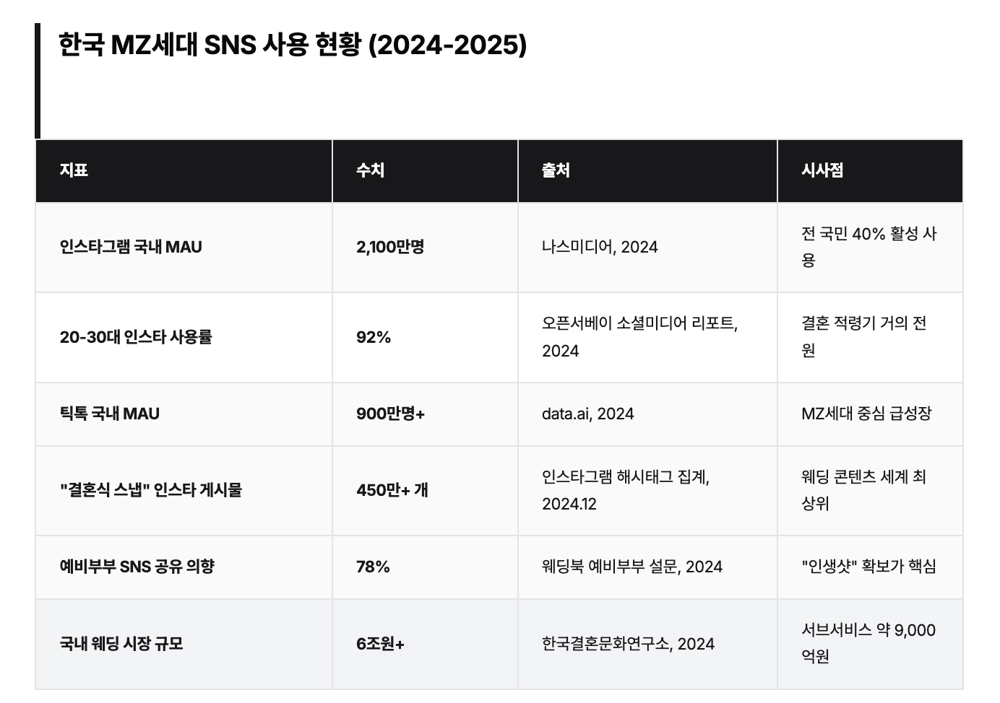 한국 MZ세대 SNS 사용 현황 (2024-2025)
지표 수치 출처 시사점
인스타그램 국내 MAU 2,100만명 나스미디어, 2024 전 국민 40% 활성 사
용
20-30대 인스타 사용률 92% 오픈서베이 소셜미디어 리포트,
2024
결혼 적령기 거의 전
원
틱톡 국내 MAU 900만명+ data.ai, 2024 MZ세대 중심 급성장
"결혼식 스냅" 인스타 게시물 450만+ 개 인스타그램 해시태그 집계,
2024.12
웨딩 콘텐츠 세계 최
상위
예비부부 SNS 공유 의향 78% 웨딩북 예비부부 설문, 2024 "인생샷" 확보가 핵심
국내 웨딩 시장 규모 6조원+ 한국결혼문화연구소, 2024 서브서비스 약 9,000
억원